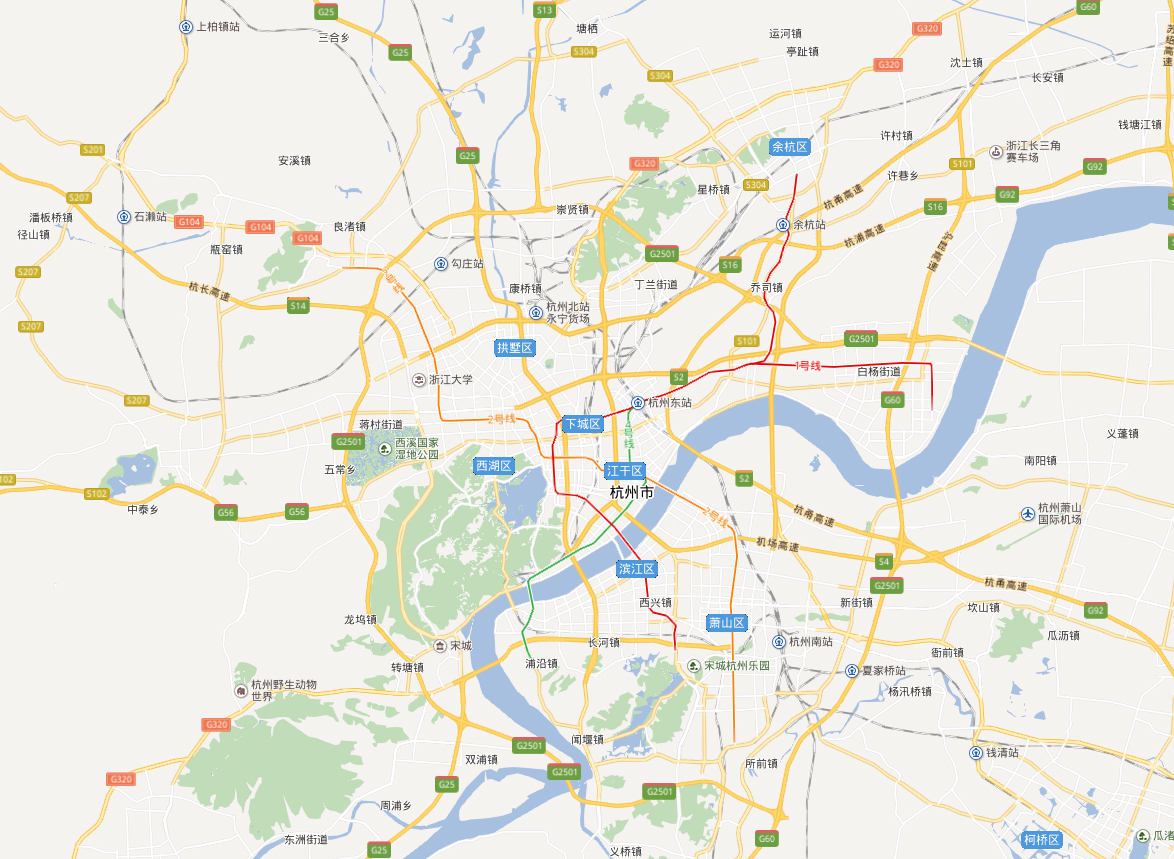 G25
S13
G60
上柏镇站
三合乡
塘栖
G320
运河镇
苏绍高速
G25
S304
亭趾镇
G320
沈士镇
S304
长安镇
钱塘江镇
S201
G25
安溪镇
G320
余杭区
许村镇
浙江长三角
赛车场
S101
G92
许巷乡
S207
S304
星桥镇
杭甬高速
G92
S16
潘板桥镇
石濑站
G104
G104
G104
良渚镇
崇贤镇
余杭站
杭浦高速
径山镇
瓶窑镇
G2501
S16
勾庄站
S207
杭长高速
2号线
康桥镇
丁兰街道
乔司镇
S14
杭州北站
永宁货场
S207
拱墅区
S101
G2501
浙江大学
S2
1号线
白杨街道
S207
G60
杭州东站
2号线
下城区
4号线
蒋村街道
G2501
西溪国家
湿地公园
义蓬镇
五常乡
西湖区
江干区
南阳镇
102
S102
S2
杭州市
中泰乡
G56
G56
2号线
杭甬高速
杭州萧山
国际机场
机场高速
S4
滨江区
G2501
杭甬高速
西兴镇
新街镇
坎山镇
G92
龙坞镇
萧山区
瓜沥镇
宋城
长河镇
杭州南站
衙前镇
转塘镇
浦沿镇
宋城杭州乐园
夏家桥站
杭州野生动物
世界
杨汛桥镇
G320
闻堰镇
G2501
双浦镇
钱清站
所前镇
G320
G25
G2501
G2501
周浦乡
东洲街道
G60
柯桥区
G25
义桥镇